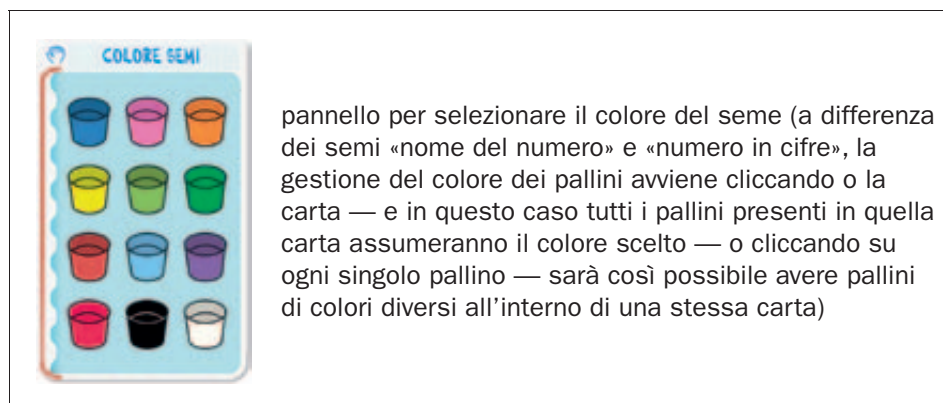 COLORE SEMI
pannello per selezionare il colore del seme (a differenza
dei semi «nome del numero» e «numero in cifre», la
gestione del colore dei pallini avviene cliccando o la
carta — e in questo caso tutti i pallini presenti in quella
carta assumeranno il colore scelto — o cliccando su
ogni singolo pallino — sarà così possibile avere pallini
di colori diversi all’interno di una stessa carta)